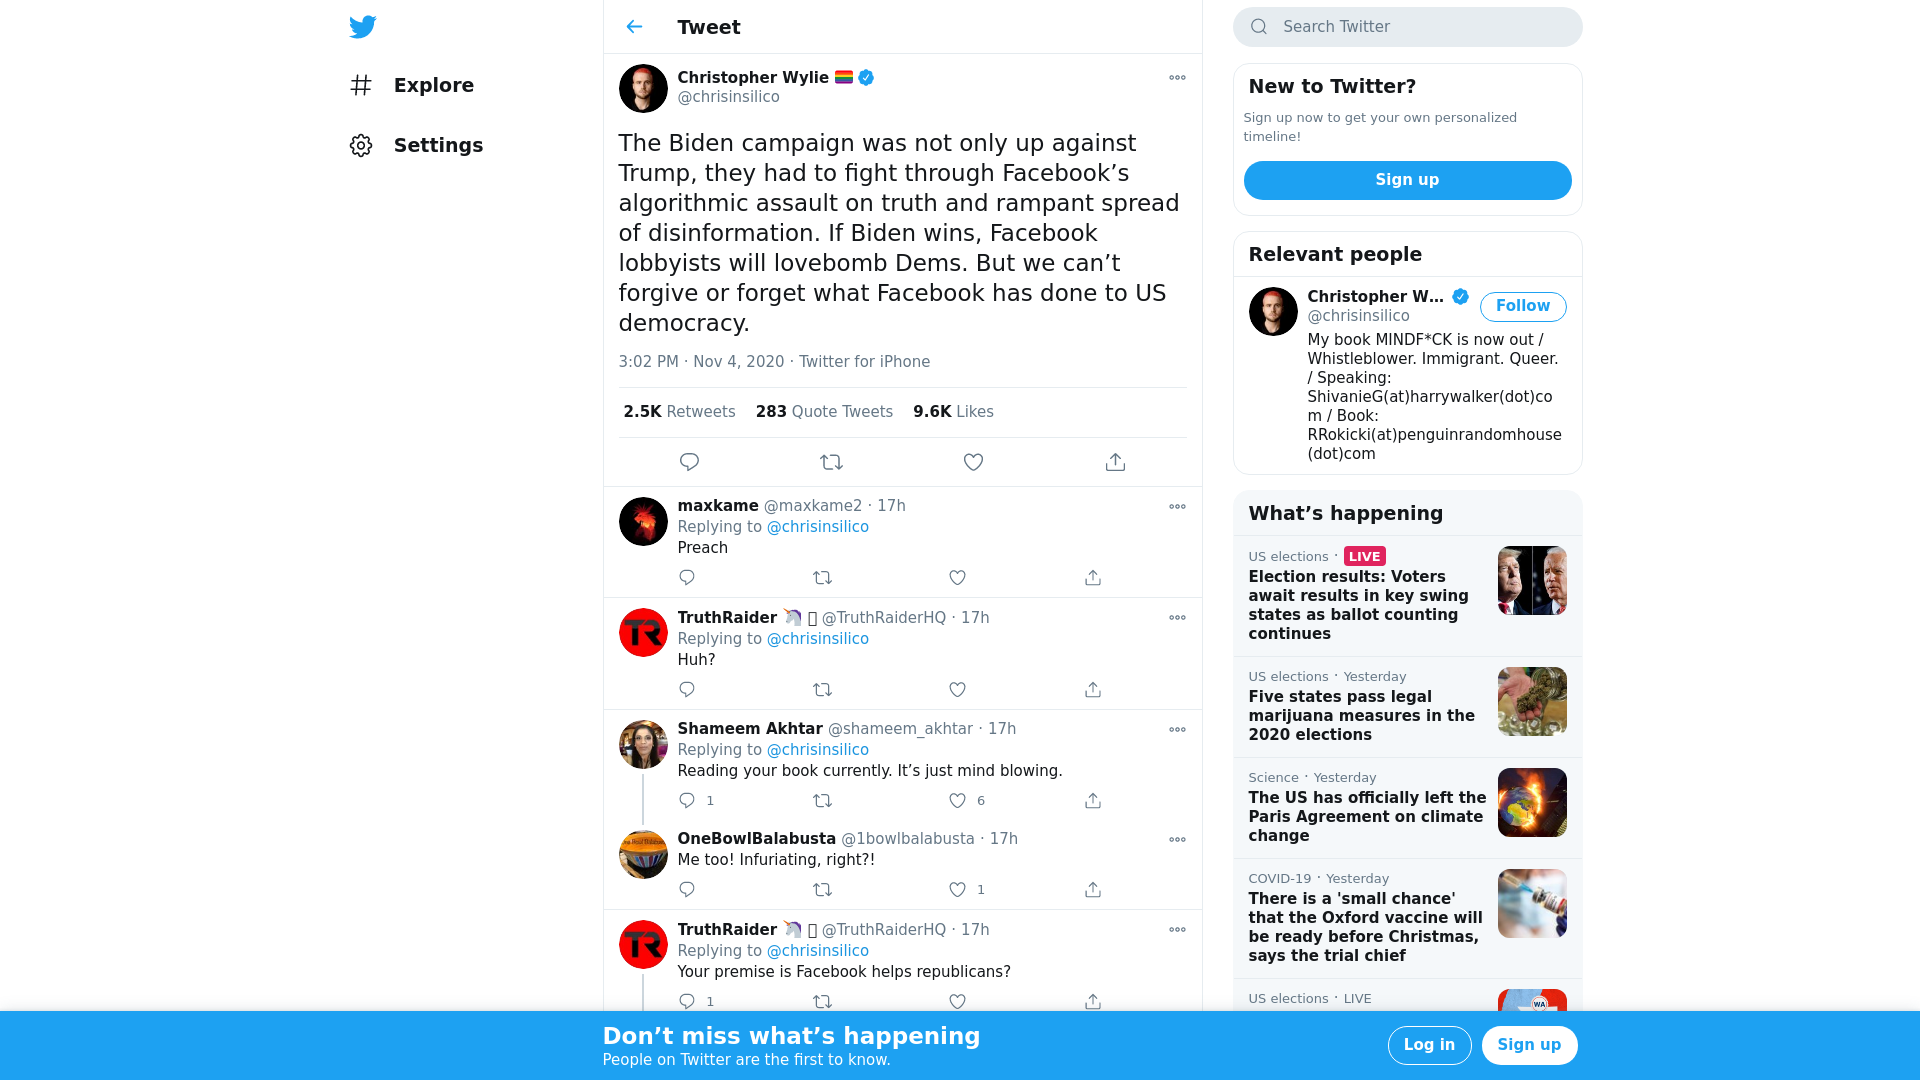 Explore
Settings
Tweet
Christopher Wylie
@chrisinsilico
The Biden campaign was not only up against
Trump, they had to fight through Facebook’s
algorithmic assault on truth and rampant spread
of disinformation. If Biden wins, Facebook
lobbyists will lovebomb Dems. But we can’t
forgive or forget what Facebook has done to US
democracy.
3:02 PM · Nov 4, 2020 · Twitter for iPhone
2.5K Retweets 283 Quote Tweets 9.6K Likes
maxkame @maxkame2 · 17h
Replying to @chrisinsilico
Preach
TruthRaider @TruthRaiderHQ · 17h
Replying to @chrisinsilico
Huh?
TR
Shameem Akhtar @shameem_akhtar · 17h
Replying to @chrisinsilico
Reading your book currently. It’s just mind blowing.
1 6
OneBowlBalabusta @1bowlbalabusta · 17h
Me too! Infuriating, right?!
1
TruthRaider @TruthRaiderHQ · 17h
Replying to @chrisinsilico
TR
Your premise is Facebook helps republicans?
1
Search Twitter
New to Twitter?
Sign up now to get your own personalized
timeline!
Sign up
Relevant people
Christopher W...
@chrisinsilico
Follow
My book MINDF*CK is now out /
Whistleblower. Immigrant. Queer.
/ Speaking:
ShivanieG(at)harrywalker(dot)co
m / Book:
RRokicki(at)penguinrandomhouse
(dot)com
What’s happening
US elections · LIVE
Election results: Voters
await results in key swing
states as ballot counting
continues
US elections · Yesterday
Five states pass legal
marijuana measures in the
2020 elections
Science · Yesterday
The US has officially left the
Paris Agreement on climate
change
COVID-19 · Yesterday
There is a 'small chance'
that the Oxford vaccine will
be ready before Christmas,
says the trial chief
US elections · LIVE
WA
Don’t miss what’s happening
People on Twitter are the first to know.
Log in
Sign up